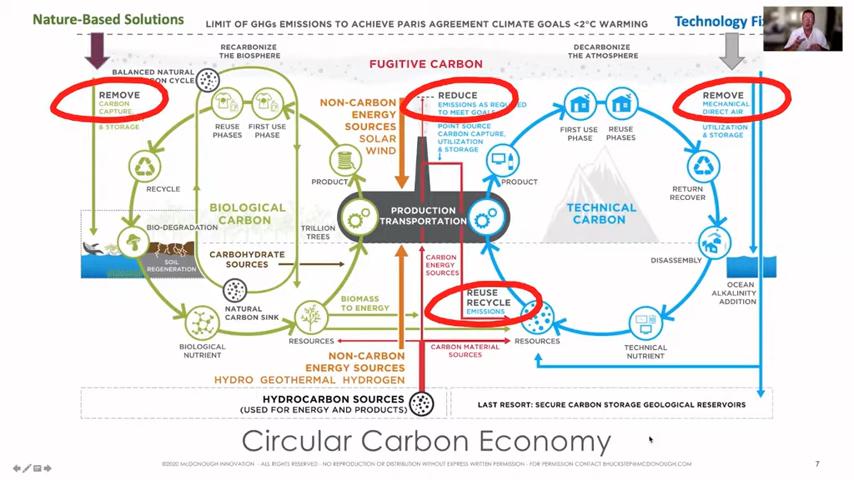 Nature-Based Solutions
LIMIT OF GHGs EMISSIONS TO ACHIEVE PARIS AGREEMENT CLIMATE GOALS <2°C WARMING
Technology Fix
RECARBONIZE
THE BIOSPHERE
DECARBONIZE
THE ATMOSPHERE
FUGITIVE CARBON
BALANCED NATURAL
CARBON CYCLE
REMOVE
CARBON
CAPTURE,
& STORAGE
REUSE
PHASES
FIRST USE
PHASE
NON-CARBON
ENERGY
SOURCES
SOLAR
WIND
REDUCE
EMISSIONS AS REQUIRED
TO MEET GOALS
POINT SOURCE
CARBON CAPTURE,
UTILIZATION
& STORAGE
FIRST USE
PHASE
REUSE
PHASES
REMOVE
MECHANICAL
DIRECT AIR
UTILIZATION
& STORAGE
RECYCLE
PRODUCT
PRODUCT
RETURN
RECOVER
BIOLOGICAL
CARBON
PRODUCTION
TRANSPORTATION
TECHNICAL
CARBON
BIO-DEGRADATION
TRILLION
TREES
SOIL
REGENERATION
CARBOHYDRATE
SOURCES
CARBON
ENERGY
SOURCES
DISASSEMBLY
OCEAN
ALKALINITY
ADDITION
NATURAL
CARBON SINK
BIOMASS
TO ENERGY
REUSE
RECYCLE
EMISSIONS
BIOLOGICAL
NUTRIENT
RESOURCES
CARBON MATERIAL
SOURCES
RESOURCES
TECHNICAL
NUTRIENT
NON-CARBON
ENERGY SOURCES
HYDRO GEOTHERMAL HYDROGEN
HYDROCARBON SOURCES
(USED FOR ENERGY AND PRODUCTS)
LAST RESORT: SECURE CARBON STORAGE GEOLOGICAL RESERVOIRS
Circular Carbon Economy
©2020 MCDONOUGH INNOVATION - ALL RIGHTS RESERVED - NO REPRODUCTION OR DISTRIBUTION WITHOUT EXPRESS WRITTEN PERMISSION - FOR PERMISSION CONTACT BHUCKSTEP@MCDONOUGH.COM
7